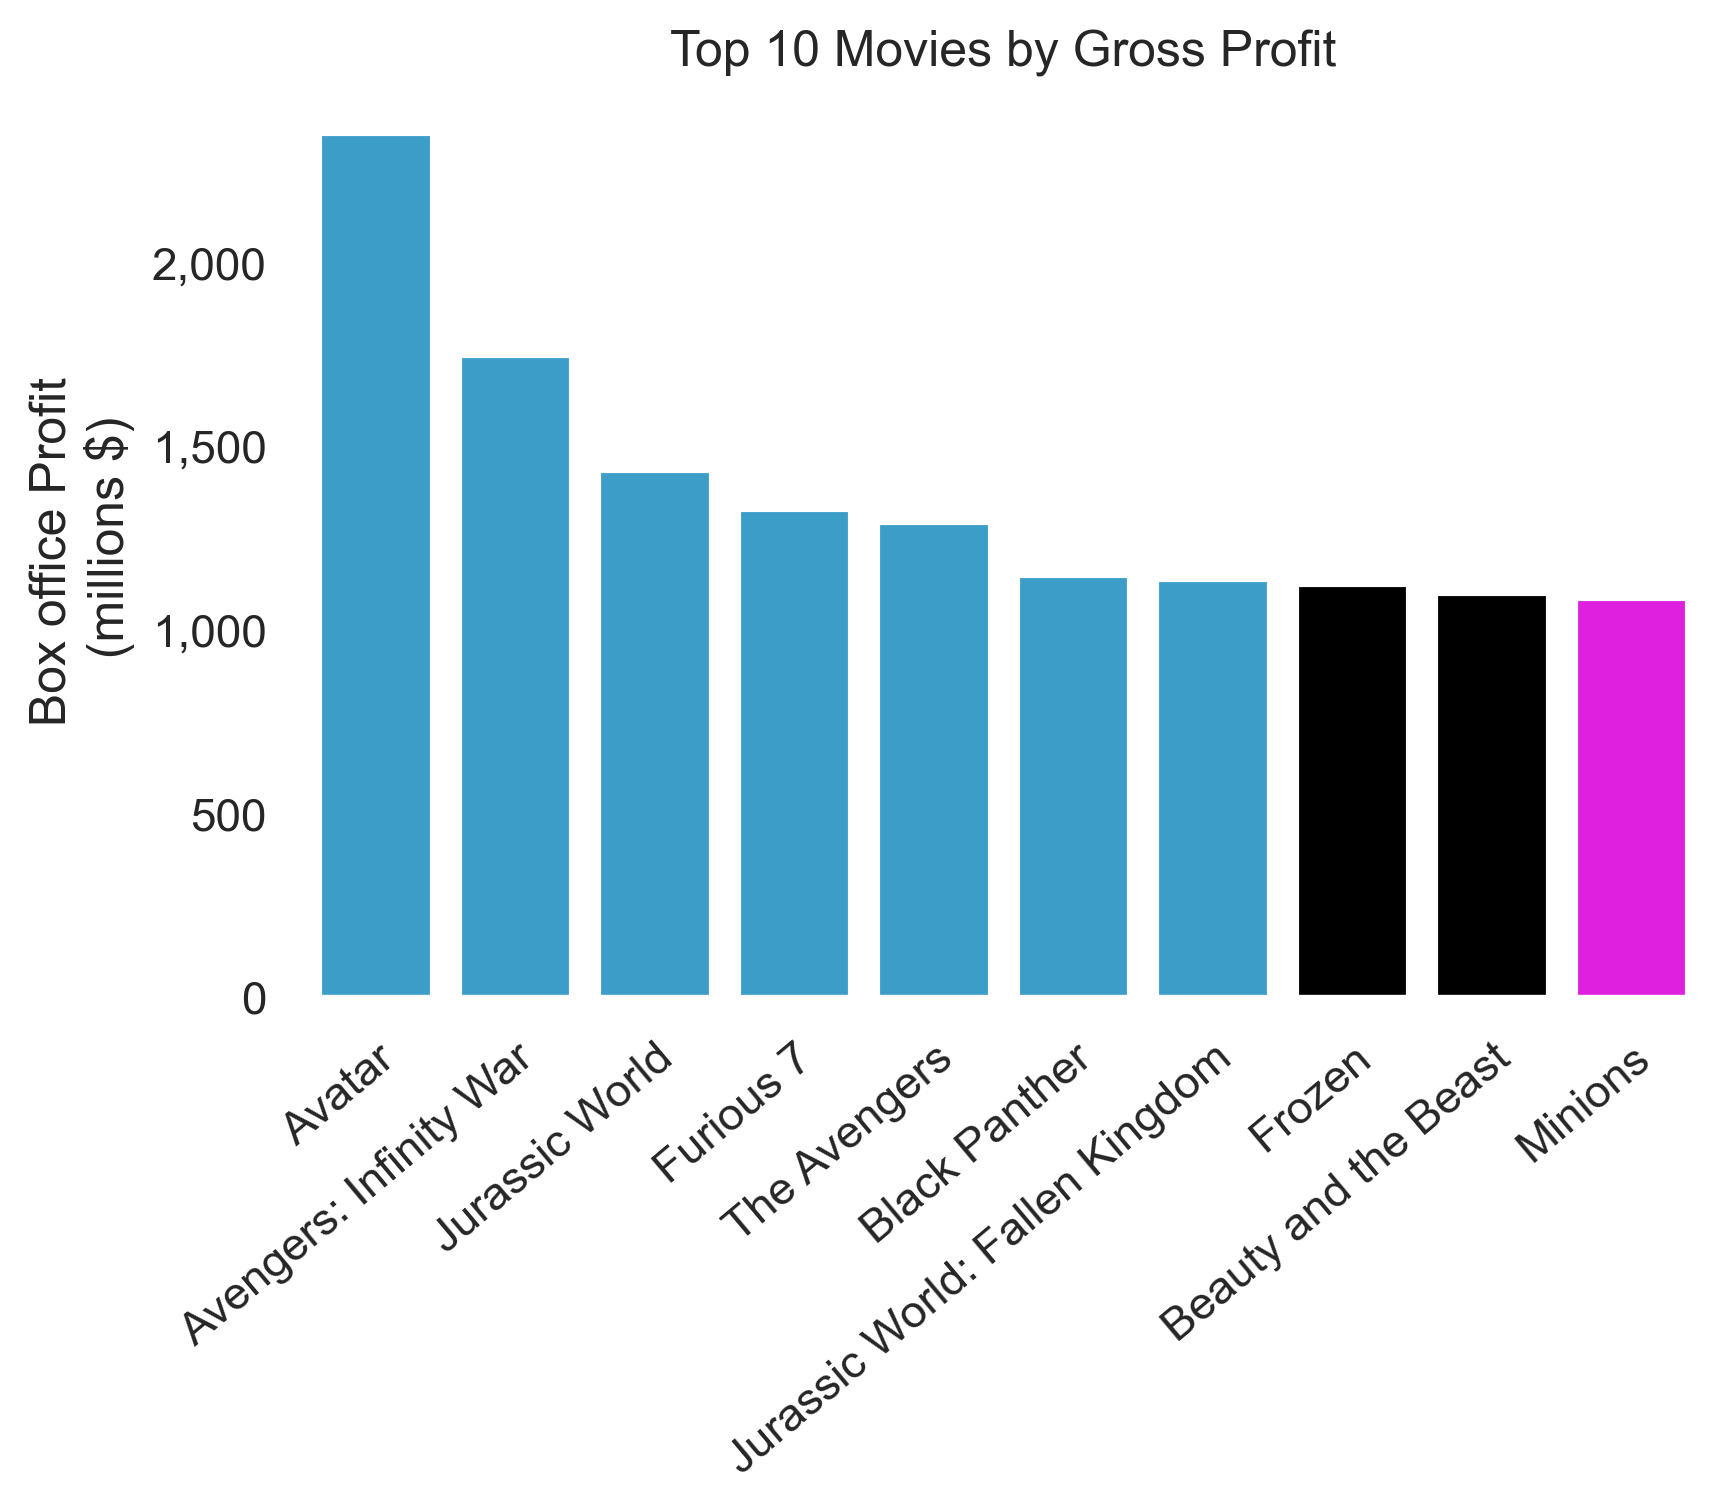 Top 10 Movies by Gross Profit
Box office Profit
(millions $)
2,000
1,500
1,000
500
0
Avatar
Avengers: Infinity War
Jurassic World
Furious 7
The Avengers
Black Panther
Jurassic World: Fallen Kingdom
Frozen
Beauty and the Beast
Minions